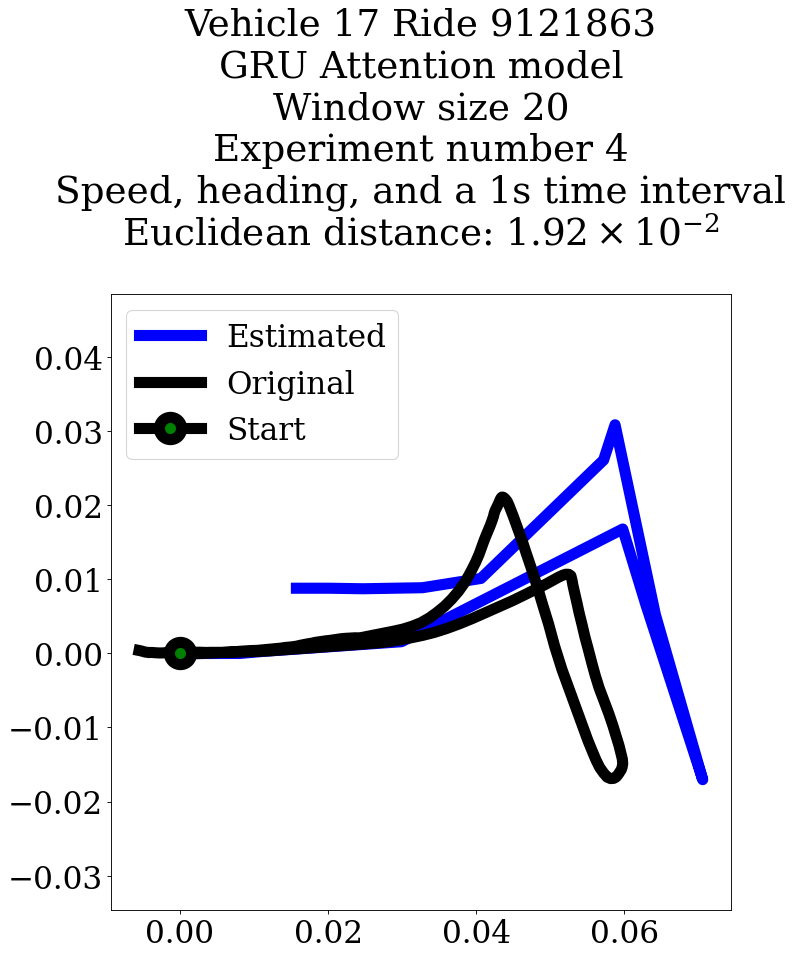 Vehicle 17 Ride 9121863
GRU Attention model
Window size 20
Experiment number 4
Speed, heading, and a 1s time interval
Euclidean distance: 1.92 × 10⁻²
Estimated
Original
Start
0.04
0.03
0.02
0.01
0.00
−0.01
−0.02
−0.03
0.00 0.02 0.04 0.06